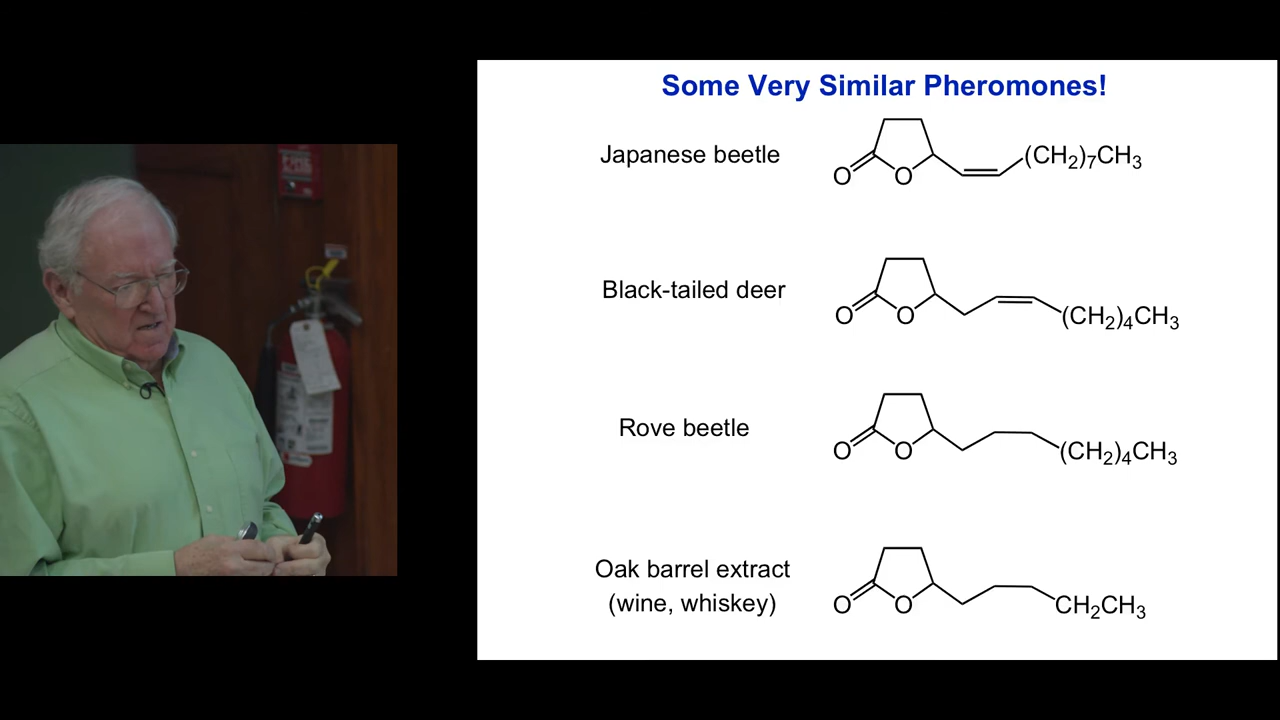 Some Very Similar Pheromones!
Japanese beetle
O
O
(CH₂)₇CH₃
Black-tailed deer
O
O
(CH₂)₄CH₃
Rove beetle
O
O
(CH₂)₄CH₃
Oak barrel extract
(wine, whiskey)
O
O
CH₂CH₃